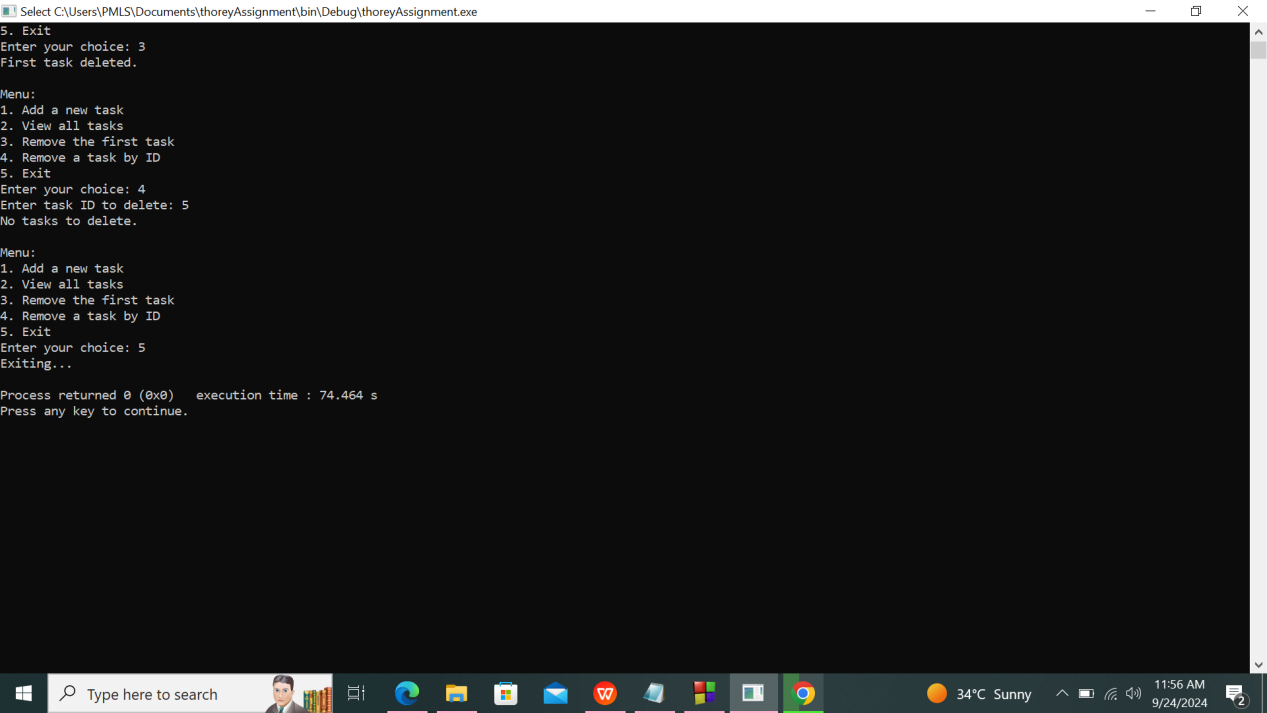 Select C:\Users\PMLS\Documents\thoreyAssignment\bin\Debug\thoreyAssignment.exe
5. Exit
Enter your choice: 3
First task deleted.
Menu:
1. Add a new task
2. View all tasks
3. Remove the first task
4. Remove a task by ID
5. Exit
Enter your choice: 4
Enter task ID to delete: 5
No tasks to delete.
Menu:
1. Add a new task
2. View all tasks
3. Remove the first task
4. Remove a task by ID
5. Exit
Enter your choice: 5
Exiting...
Process returned 0 (0x0)   execution time : 74.464 s
Press any key to continue.
Type here to search
W
34°C Sunny
11:56 AM
9/24/2024
2